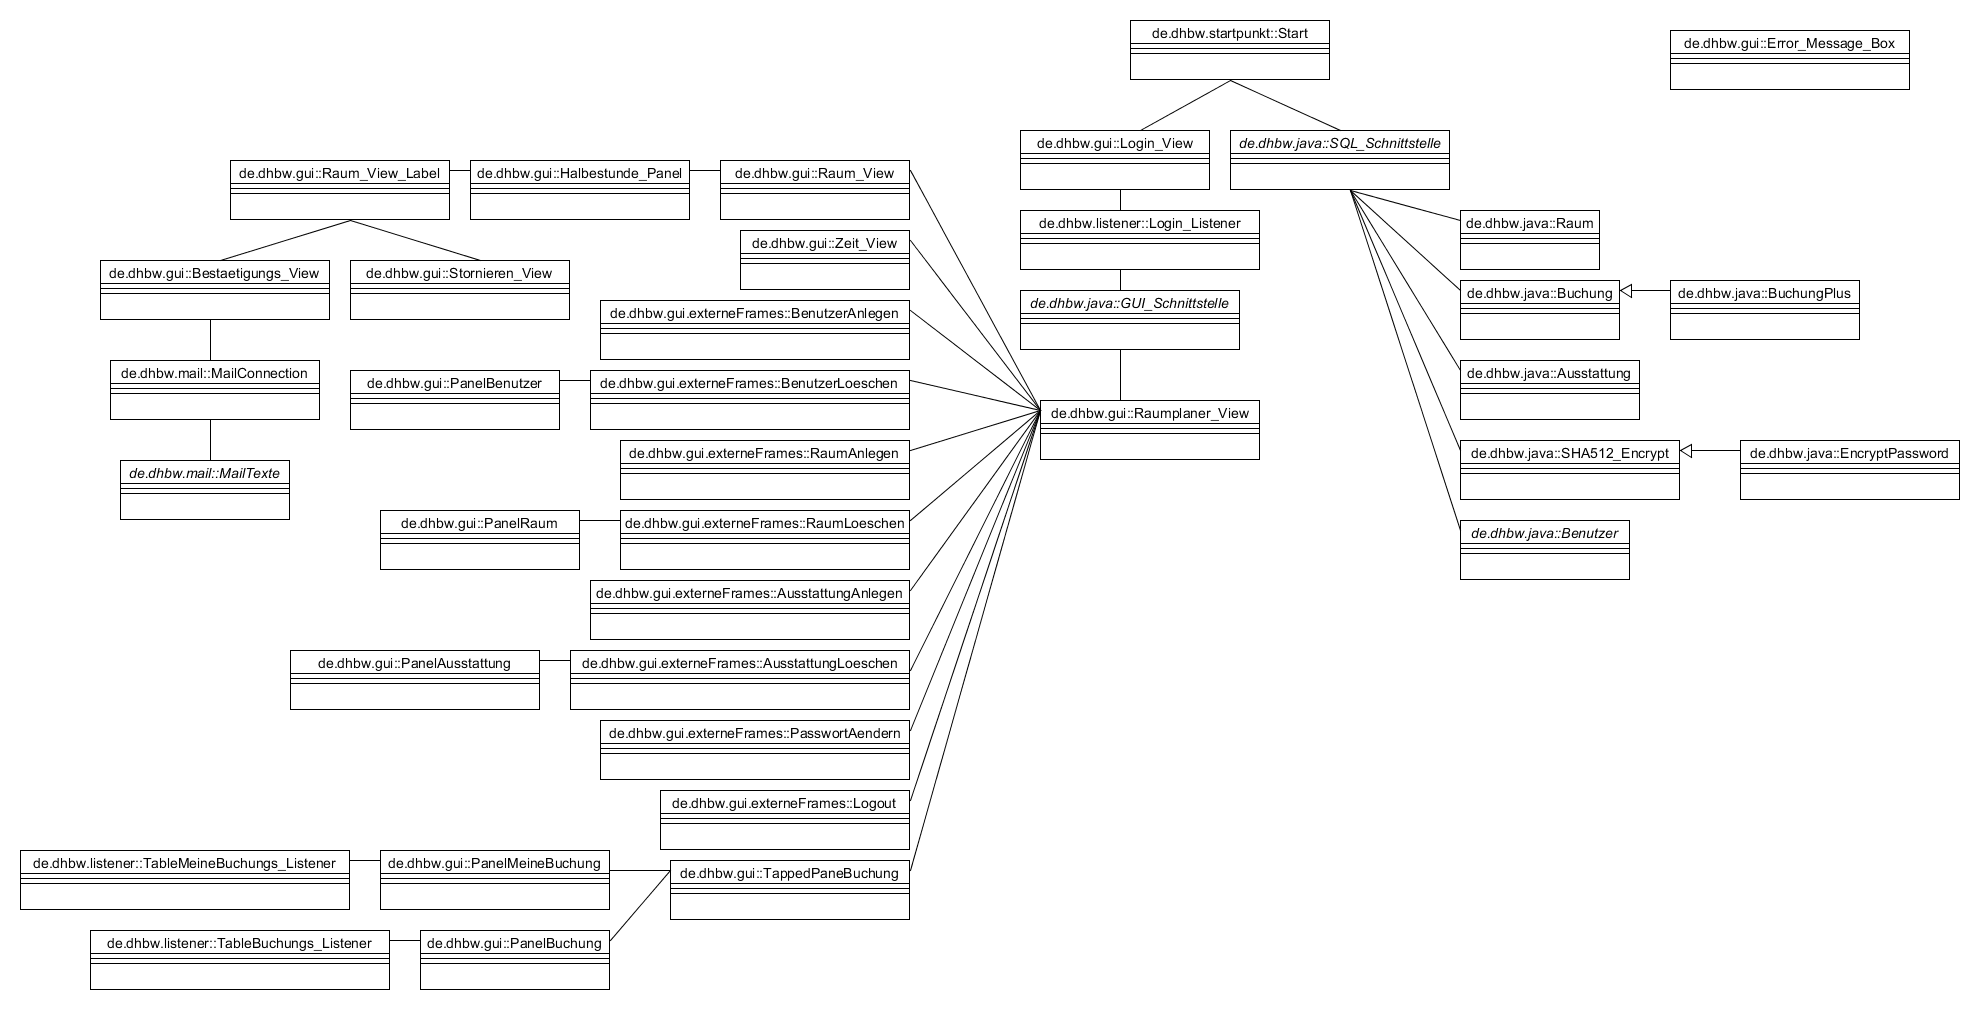 de.dhbw.startpunkt::Start
de.dhbw.gui::Error_Message_Box
de.dhbw.gui::Login_View
de.dhbw.java::SQL_Schnittstelle
de.dhbw.gui::Raum_View_Label
de.dhbw.gui::Halbestunde_Panel
de.dhbw.gui::Raum_View
de.dhbw.listener::Login_Listener
de.dhbw.java::Raum
de.dhbw.gui::Zeit_View
de.dhbw.gui::Bestaetigungs_View
de.dhbw.gui::Stornieren_View
de.dhbw.java::GUI_Schnittstelle
de.dhbw.java::Buchung
de.dhbw.java::BuchungPlus
de.dhbw.gui.externeFrames::BenutzerAnlegen
de.dhbw.mail::MailConnection
de.dhbw.gui::PanelBenutzer
de.dhbw.gui.externeFrames::BenutzerLoeschen
de.dhbw.java::Ausstattung
de.dhbw.gui::Raumplaner_View
de.dhbw.gui.externeFrames::RaumAnlegen
de.dhbw.java::SHA512_Encrypt
de.dhbw.java::EncryptPassword
de.dhbw.mail::MailTexte
de.dhbw.gui::PanelRaum
de.dhbw.gui.externeFrames::RaumLoeschen
de.dhbw.java::Benutzer
de.dhbw.gui.externeFrames::AusstattungAnlegen
de.dhbw.gui::PanelAusstattung
de.dhbw.gui.externeFrames::AusstattungLoeschen
de.dhbw.gui.externeFrames::PasswortAendern
de.dhbw.gui.externeFrames::Logout
de.dhbw.listener::TableMeineBuchungs_Listener
de.dhbw.gui::PanelMeineBuchung
de.dhbw.gui::TappedPaneBuchung
de.dhbw.listener::TableBuchungs_Listener
de.dhbw.gui::PanelBuchung